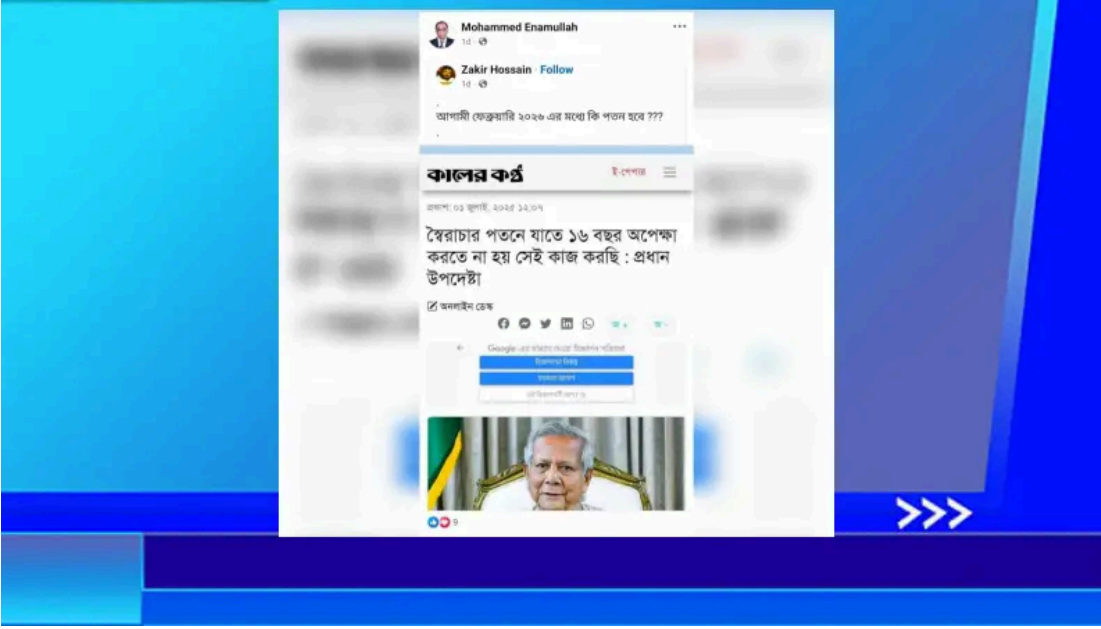 Mohammed Enamullah
1d
Zakir Hossain · Follow
1d
.
আগামী ফেব্রুয়ারি ২০২৬ এর মধ্যে কি পতন হবে ???
.
কালের কণ্ঠ
ই-পেপার
প্রকাশ: ০১ জুলাই, ২০২৫ ১২:০৭
স্বৈরাচার পতনে যাতে ১৬ বছর অপেক্ষা
করতে না হয় সেই কাজ করছি : প্রধান
উপদেষ্টা
অনলাইন ডেস্ক
অ+ অ-
Google
9
>>>